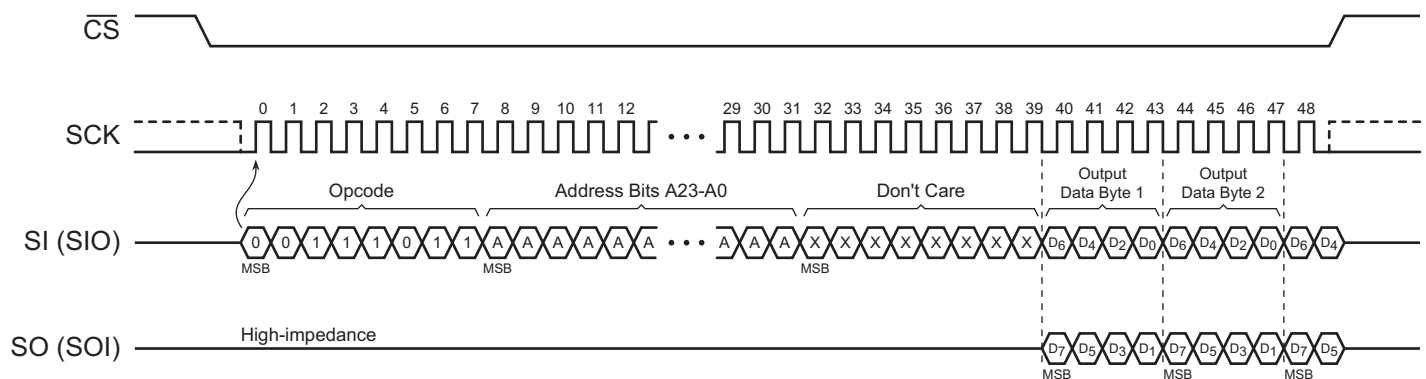 CS
0 1 2 3 4 5 6 7 8 9 10 11 12 29 30 31 32 33 34 35 36 37 38 39 40 41 42 43 44 45 46 47 48
SCK
Opcode Address Bits A23-A0 Don't Care Output Data Byte 1 Output Data Byte 2
SI (SIO) 0 0 1 1 1 0 1 1 A A A A A A A A A X X X X X X X X D6 D4 D2 D0 D6 D4 D2 D0 D6 D4
MSB MSB MSB
High-impedance
SO (SOI) D7 D5 D3 D1 D7 D5 D3 D1 D7 D5
MSB MSB MSB